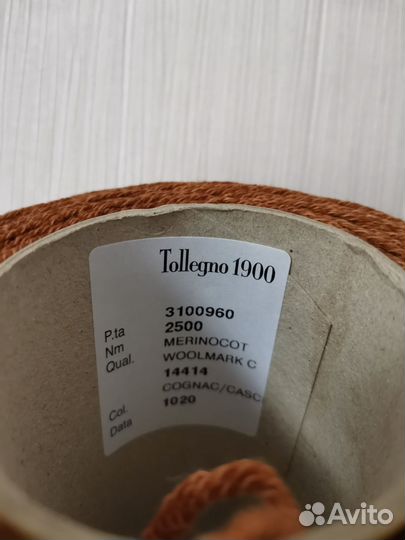 Tollegno 1900
P.ta 3100960
Nm 2500
Qual. MERINOCOT
WOOLMARK C
14414
Col. COGNAC/CASC
Data 1020
Avito